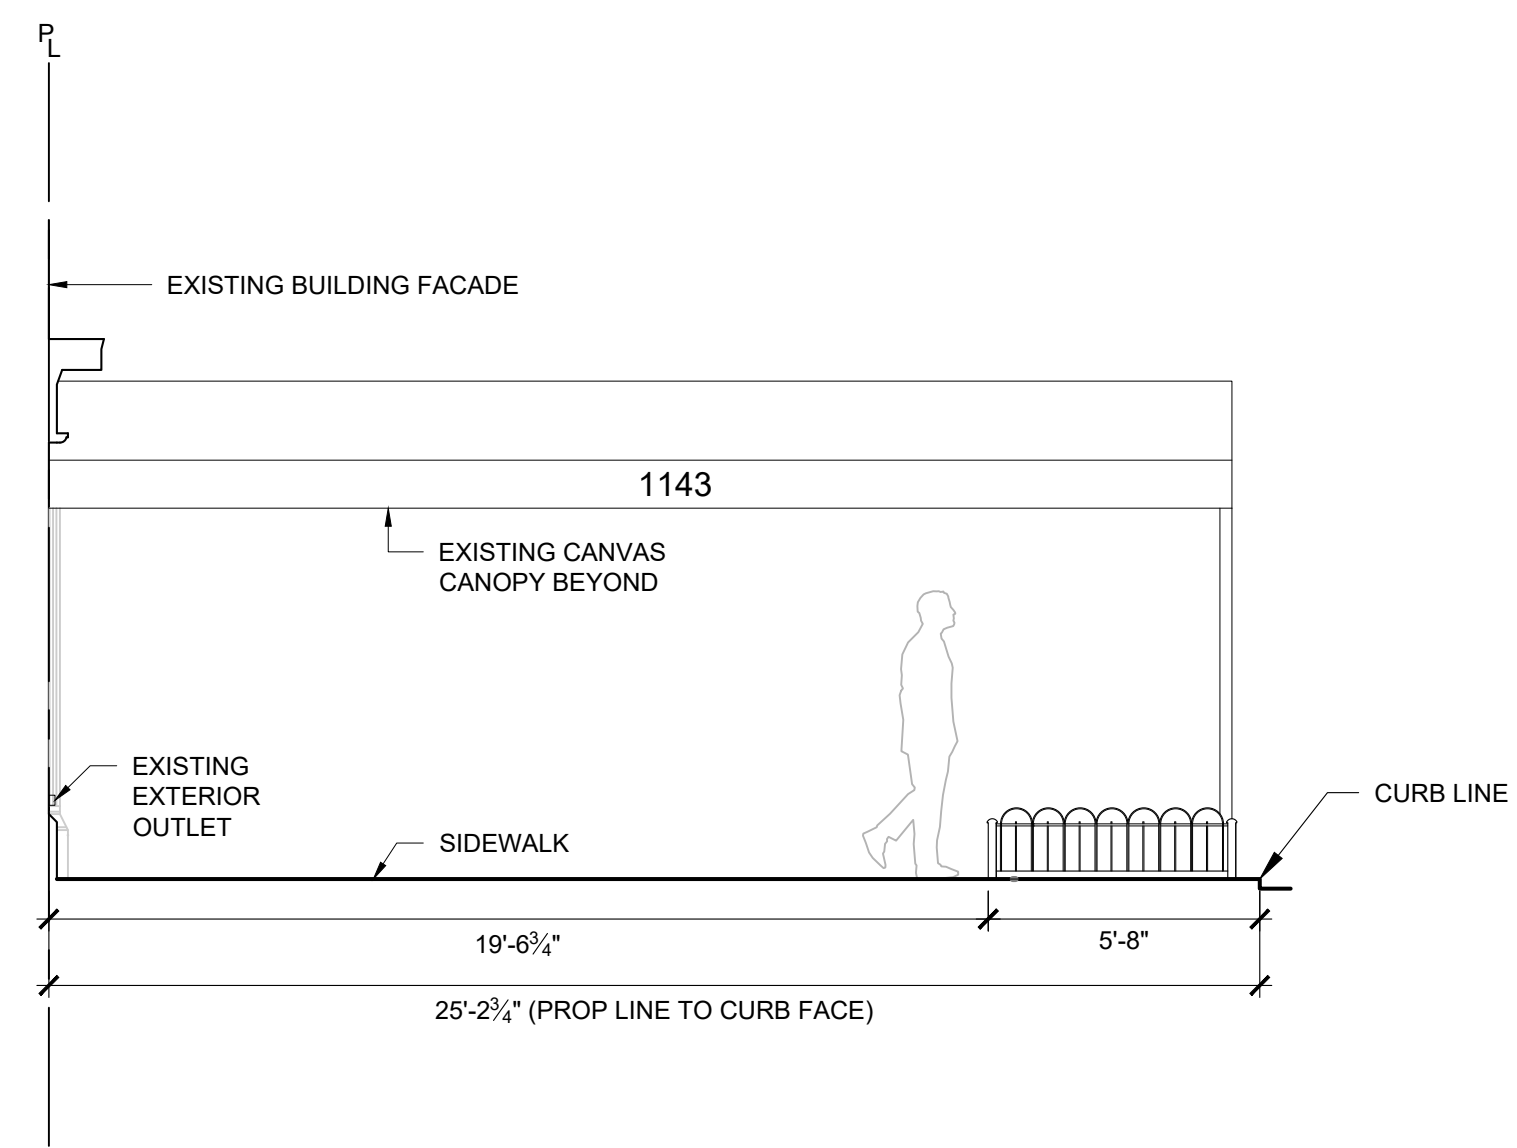 PL
EXISTING BUILDING FACADE
1143
EXISTING CANVAS
CANOPY BEYOND
EXISTING
EXTERIOR
OUTLET
CURB LINE
SIDEWALK
19'-6¾"
5'-8"
25'-2¾" (PROP LINE TO CURB FACE)